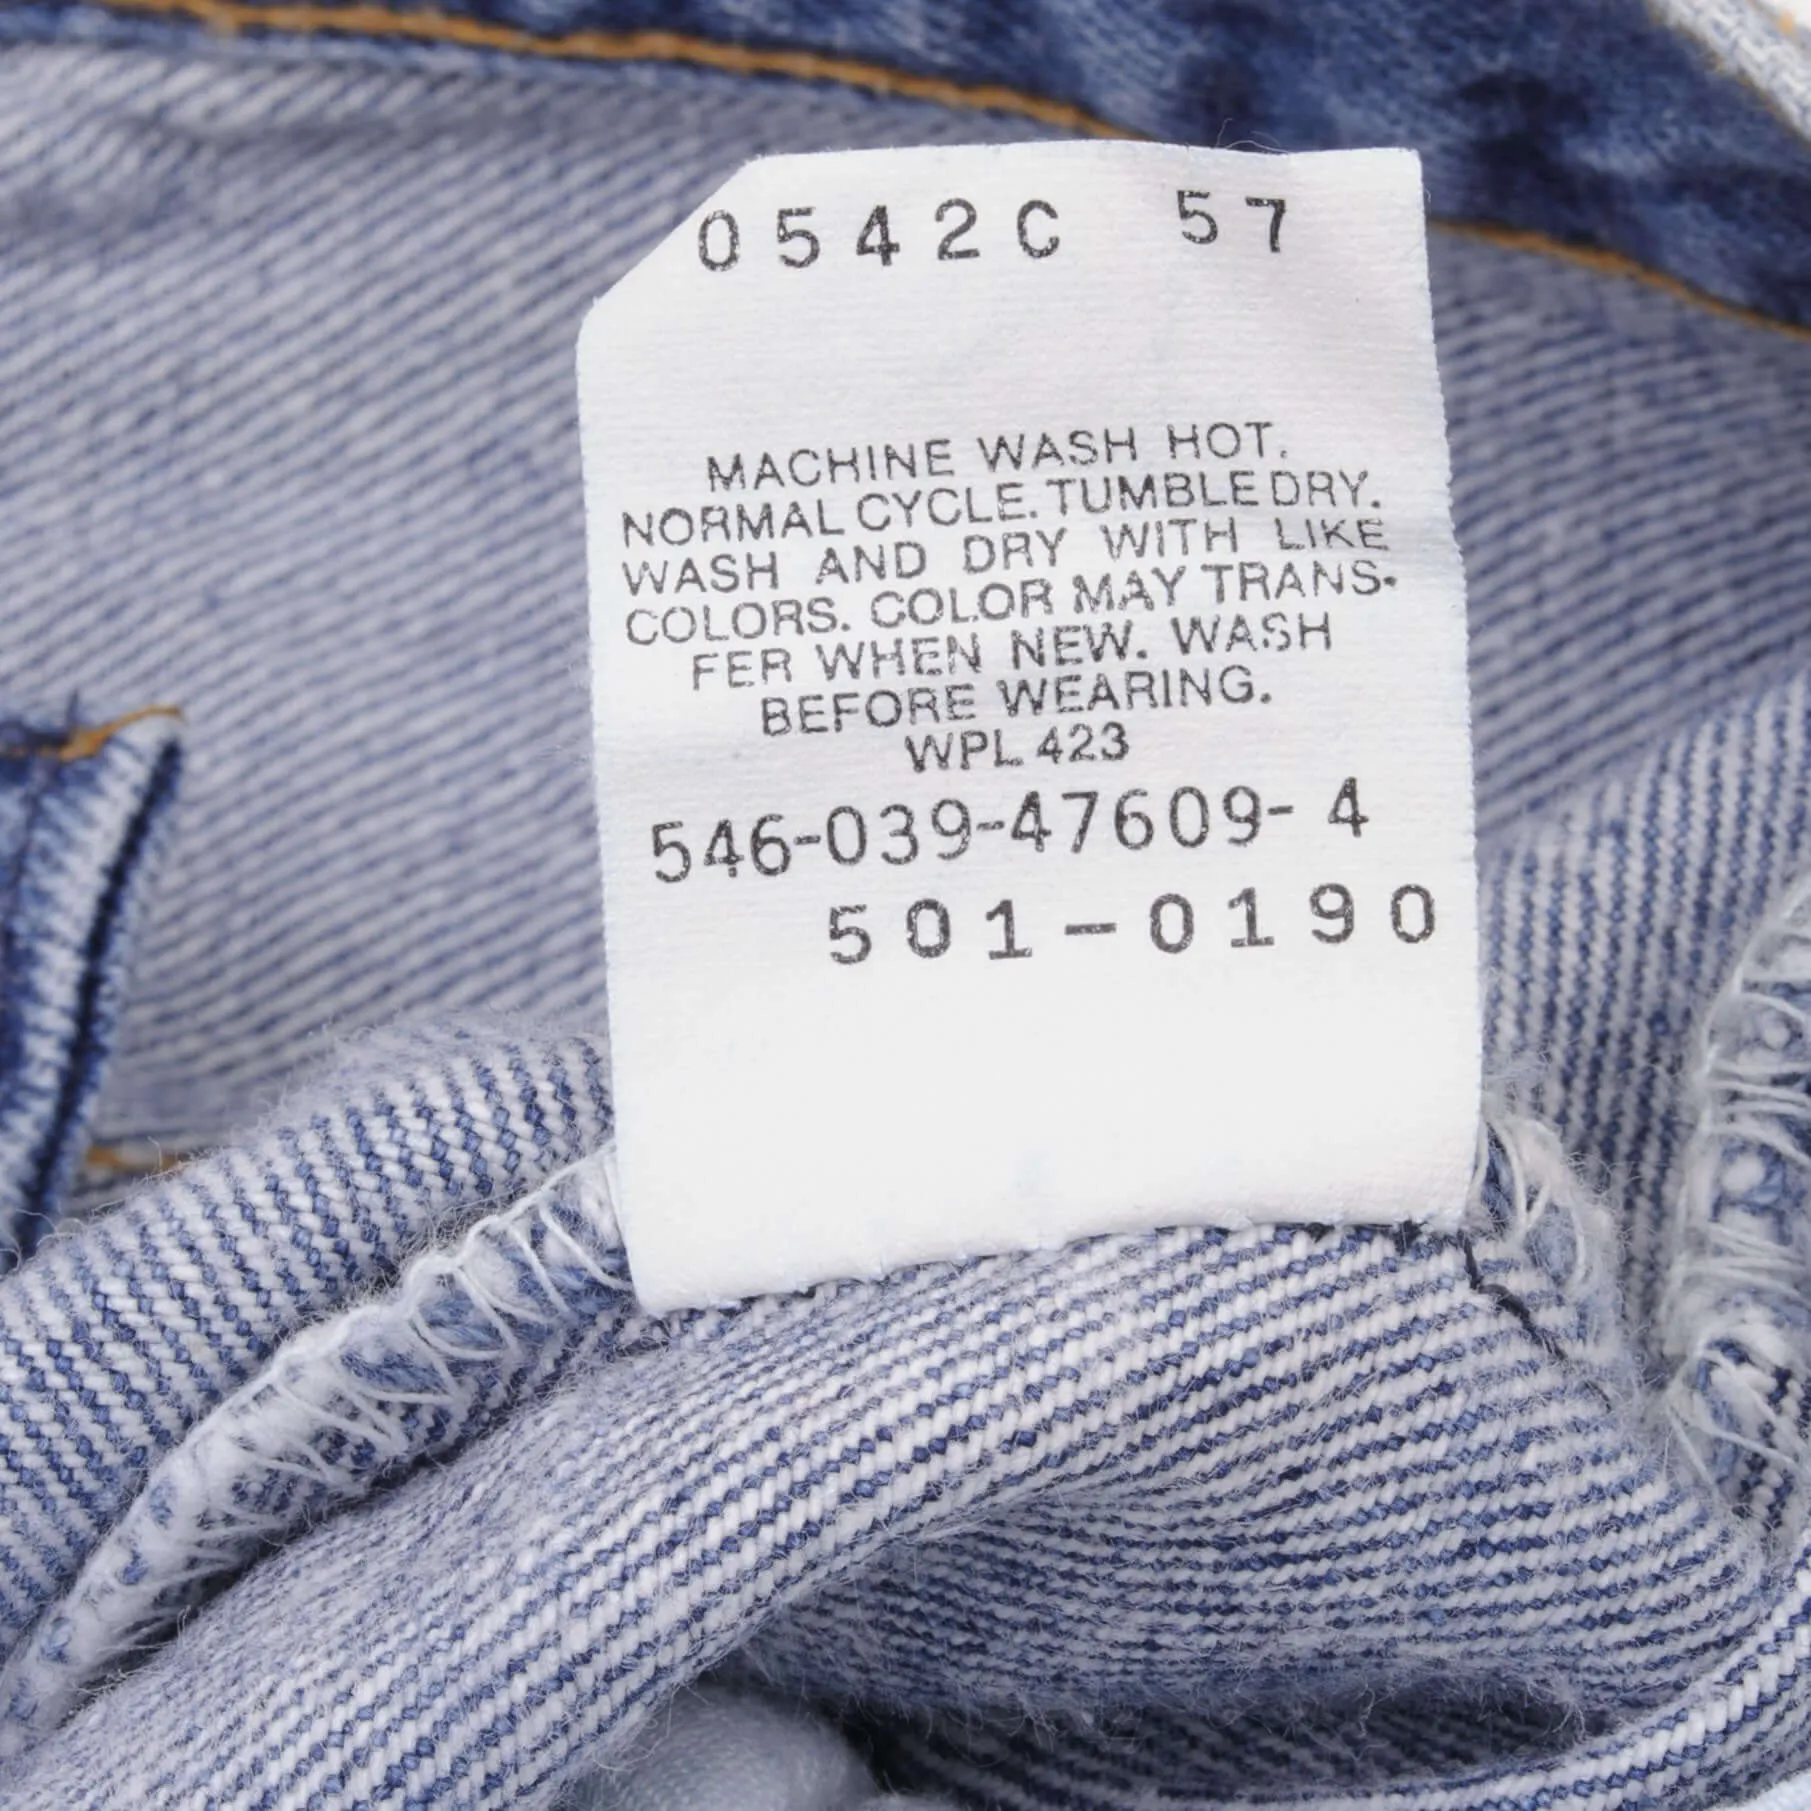 0542C 57
MACHINE WASH HOT.
NORMAL CYCLE. TUMBLE DRY.
WASH AND DRY WITH LIKE
COLORS. COLOR MAY TRANS-
FER WHEN NEW. WASH
BEFORE WEARING.
WPL 423
546-039-47609-4
501-0190